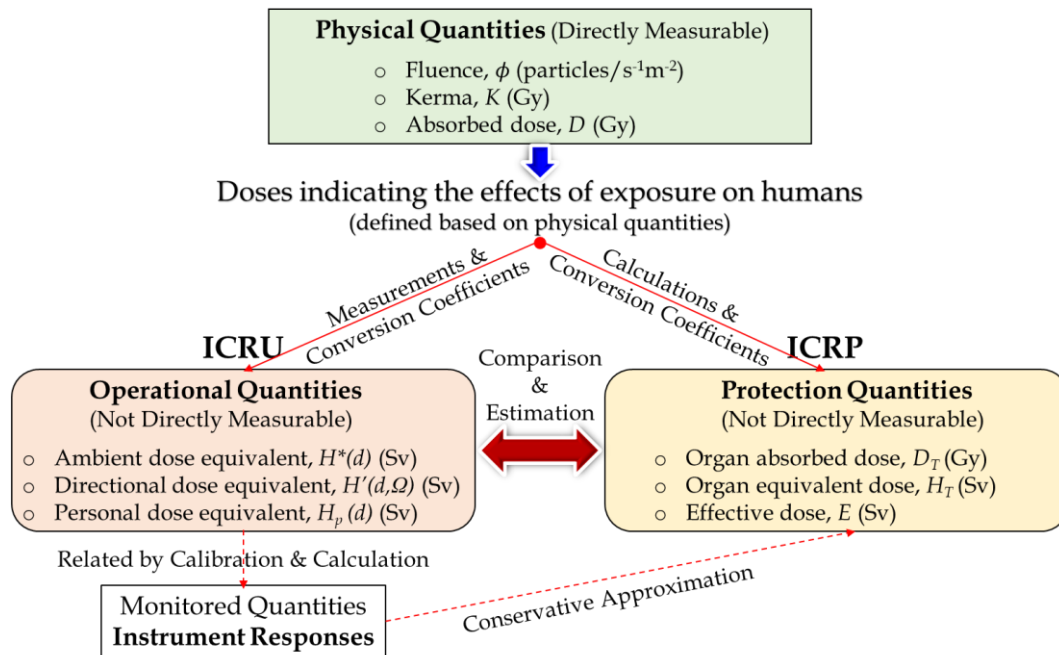 Physical Quantities (Directly Measurable)
o Fluence, ϕ (particles/s⁻¹m⁻²)
o Kerma, K (Gy)
o Absorbed dose, D (Gy)
Doses indicating the effects of exposure on humans
(defined based on physical quantities)
Measurements &
Conversion Coefficients
Calculations &
Conversion Coefficients
ICRU
ICRP
Operational Quantities
(Not Directly Measurable)
o Ambient dose equivalent, H*(d) (Sv)
o Directional dose equivalent, H'(d,Ω) (Sv)
o Personal dose equivalent, Hₚ (d) (Sv)
Comparison
&
Estimation
Protection Quantities
(Not Directly Measurable)
o Organ absorbed dose, D_T (Gy)
o Organ equivalent dose, H_T (Sv)
o Effective dose, E (Sv)
Related by Calibration & Calculation
Monitored Quantities
Instrument Responses
Conservative Approximation